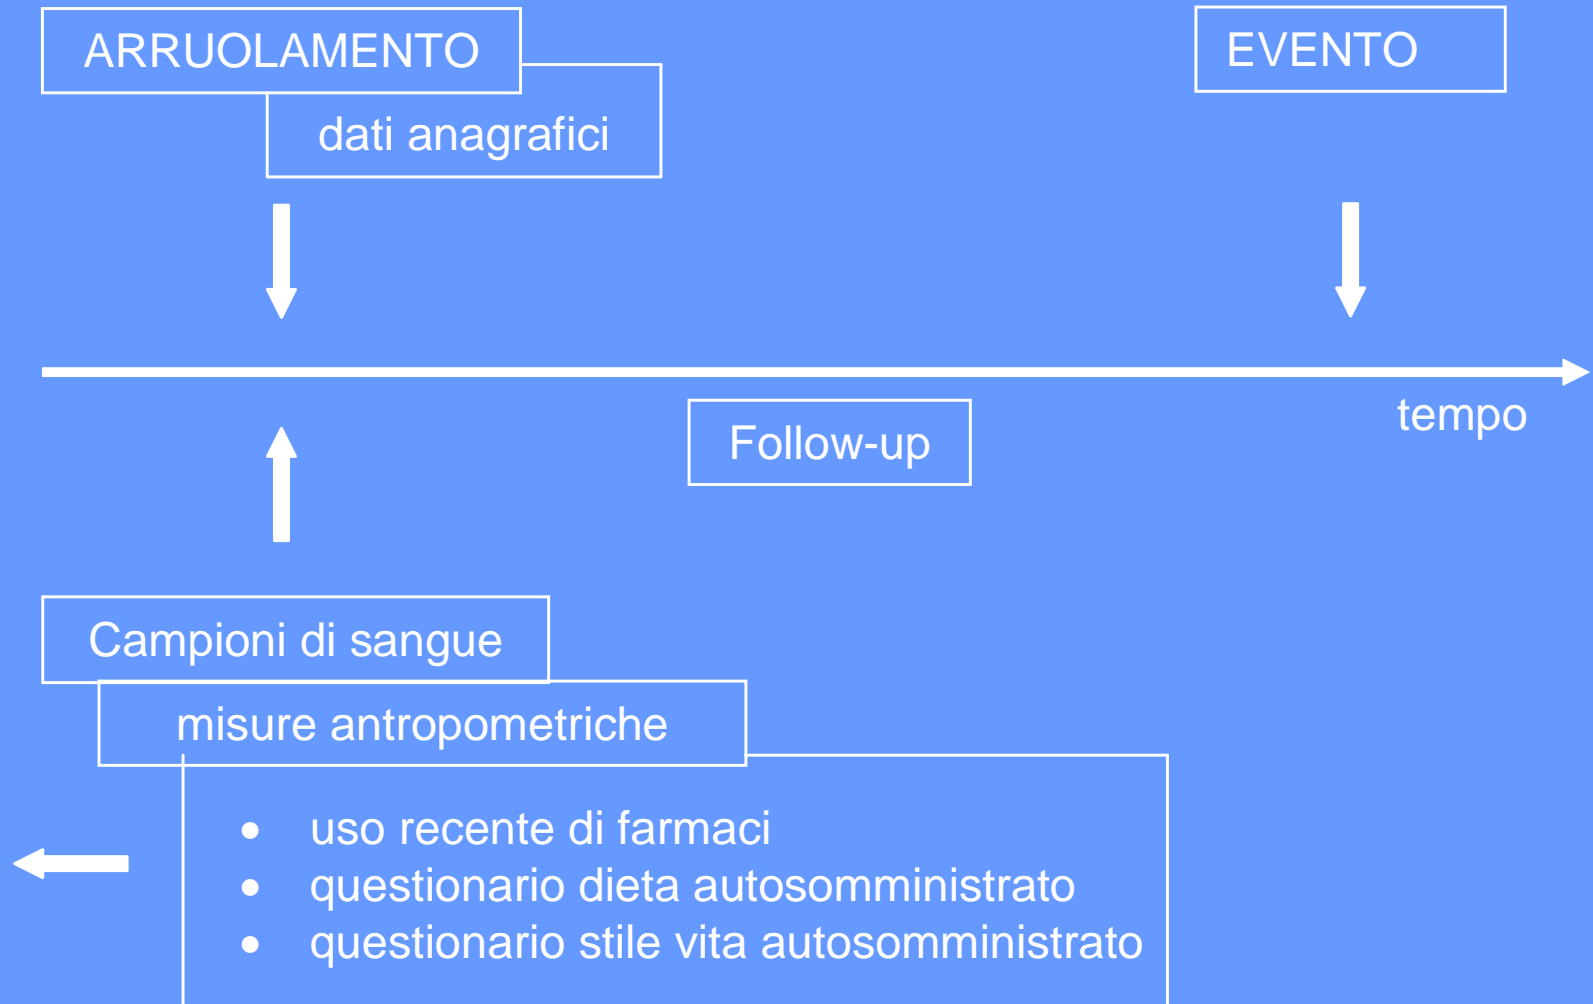 ARRUOLAMENTO
EVENTO
dati anagrafici
tempo
Follow-up
Campioni di sangue
misure antropometriche
• uso recente di farmaci
• questionario dieta autosomministrato
• questionario stile vita autosomministrato